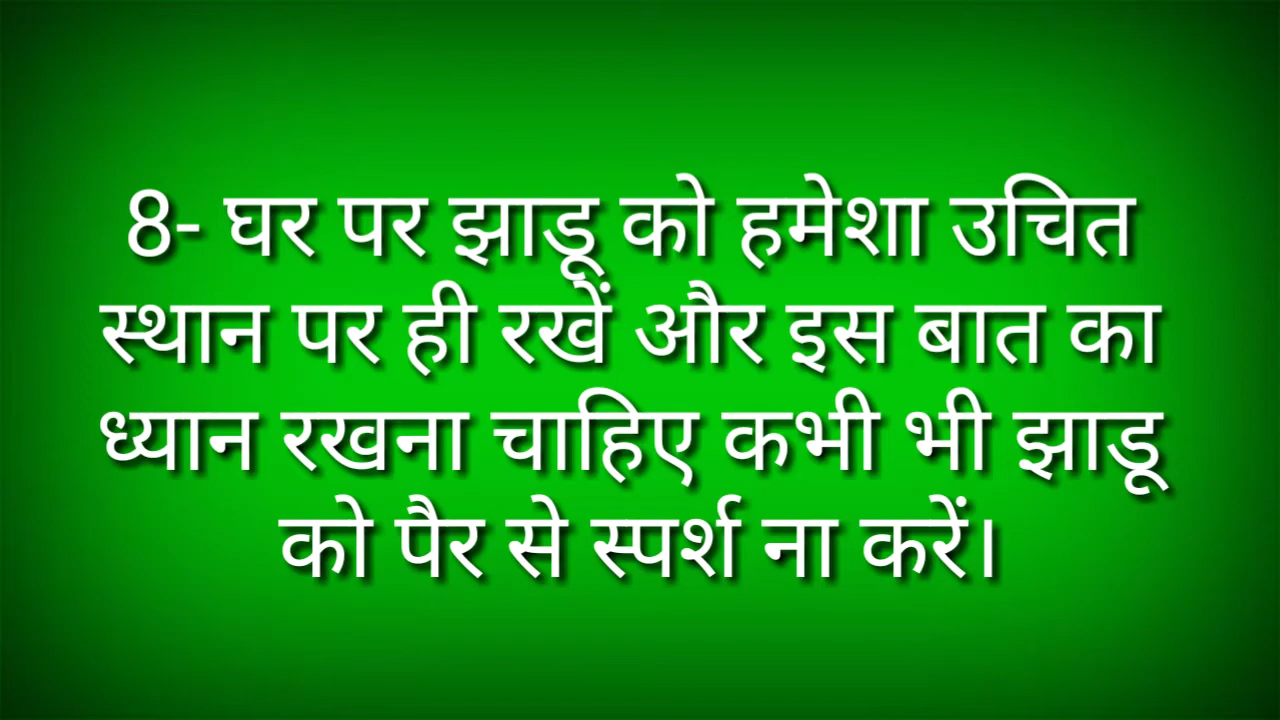 8- घर पर झाडू को हमेशा उचित
स्थान पर ही रखें और इस बात का
ध्यान रखना चाहिए कभी भी झाडू
को पैर से स्पर्श ना करें।